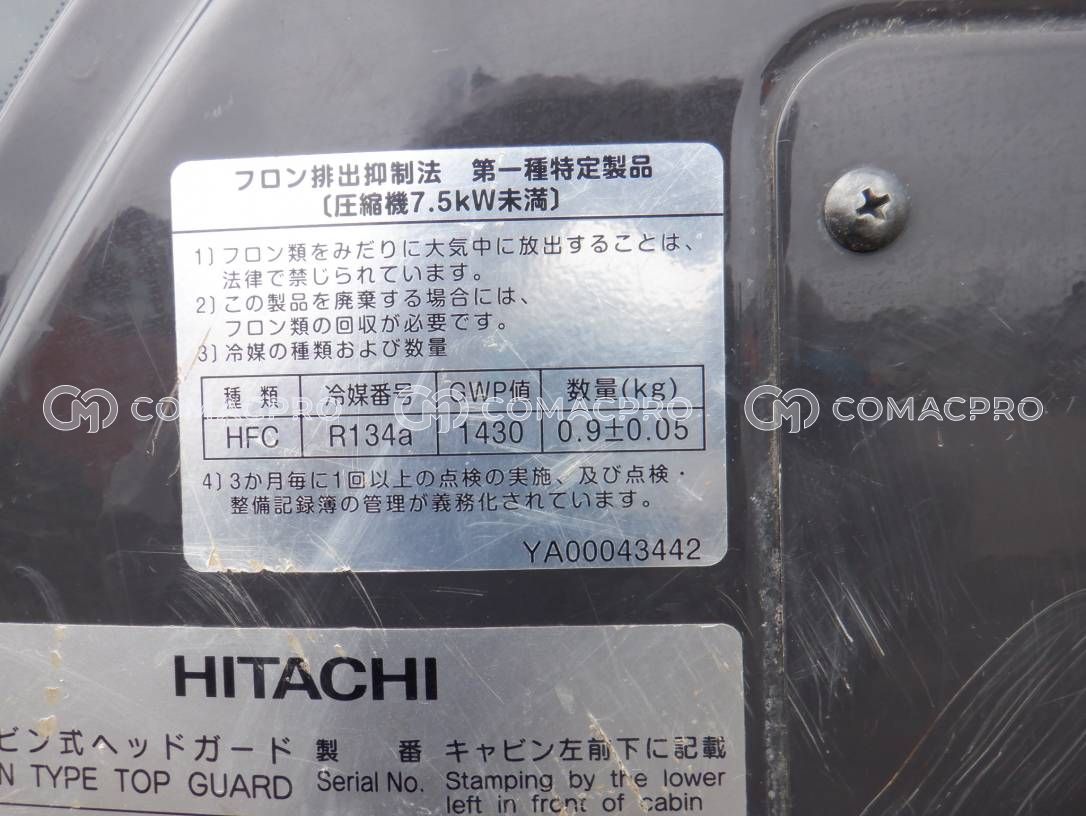 フロン排出抑制法 第一種特定製品
〔圧縮機7.5kW未満〕
1) フロン類をみだりに大気中に放出することは、
法律で禁じられています。
2) この製品を廃棄する場合には、
フロン類の回収が必要です。
3) 冷媒の種類および数量
種類 冷媒番号 GWP値 数量(kg)
COMACPRO COMACPRO COMACPRO
HFC R134a 1430 0.9±0.05
4) 3か月毎に1回以上の点検の実施、及び点検・
整備記録簿の管理が義務化されています。
YA00043442
HITACHI
ビン式ヘッドガード 製番 キャビン左前下に記載
N TYPE TOP GUARD Serial No. Stamping by the lower
left in front of cabin